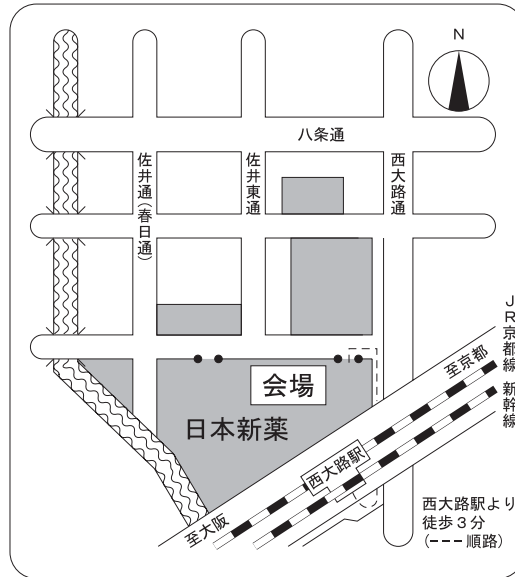 N
八条通
佐井通(春日通)
佐井東通
西大路通
JR京都線
新幹線
至京都
会場
日本新薬
西大路駅
至大阪
西大路駅より
徒歩3分
(---順路)